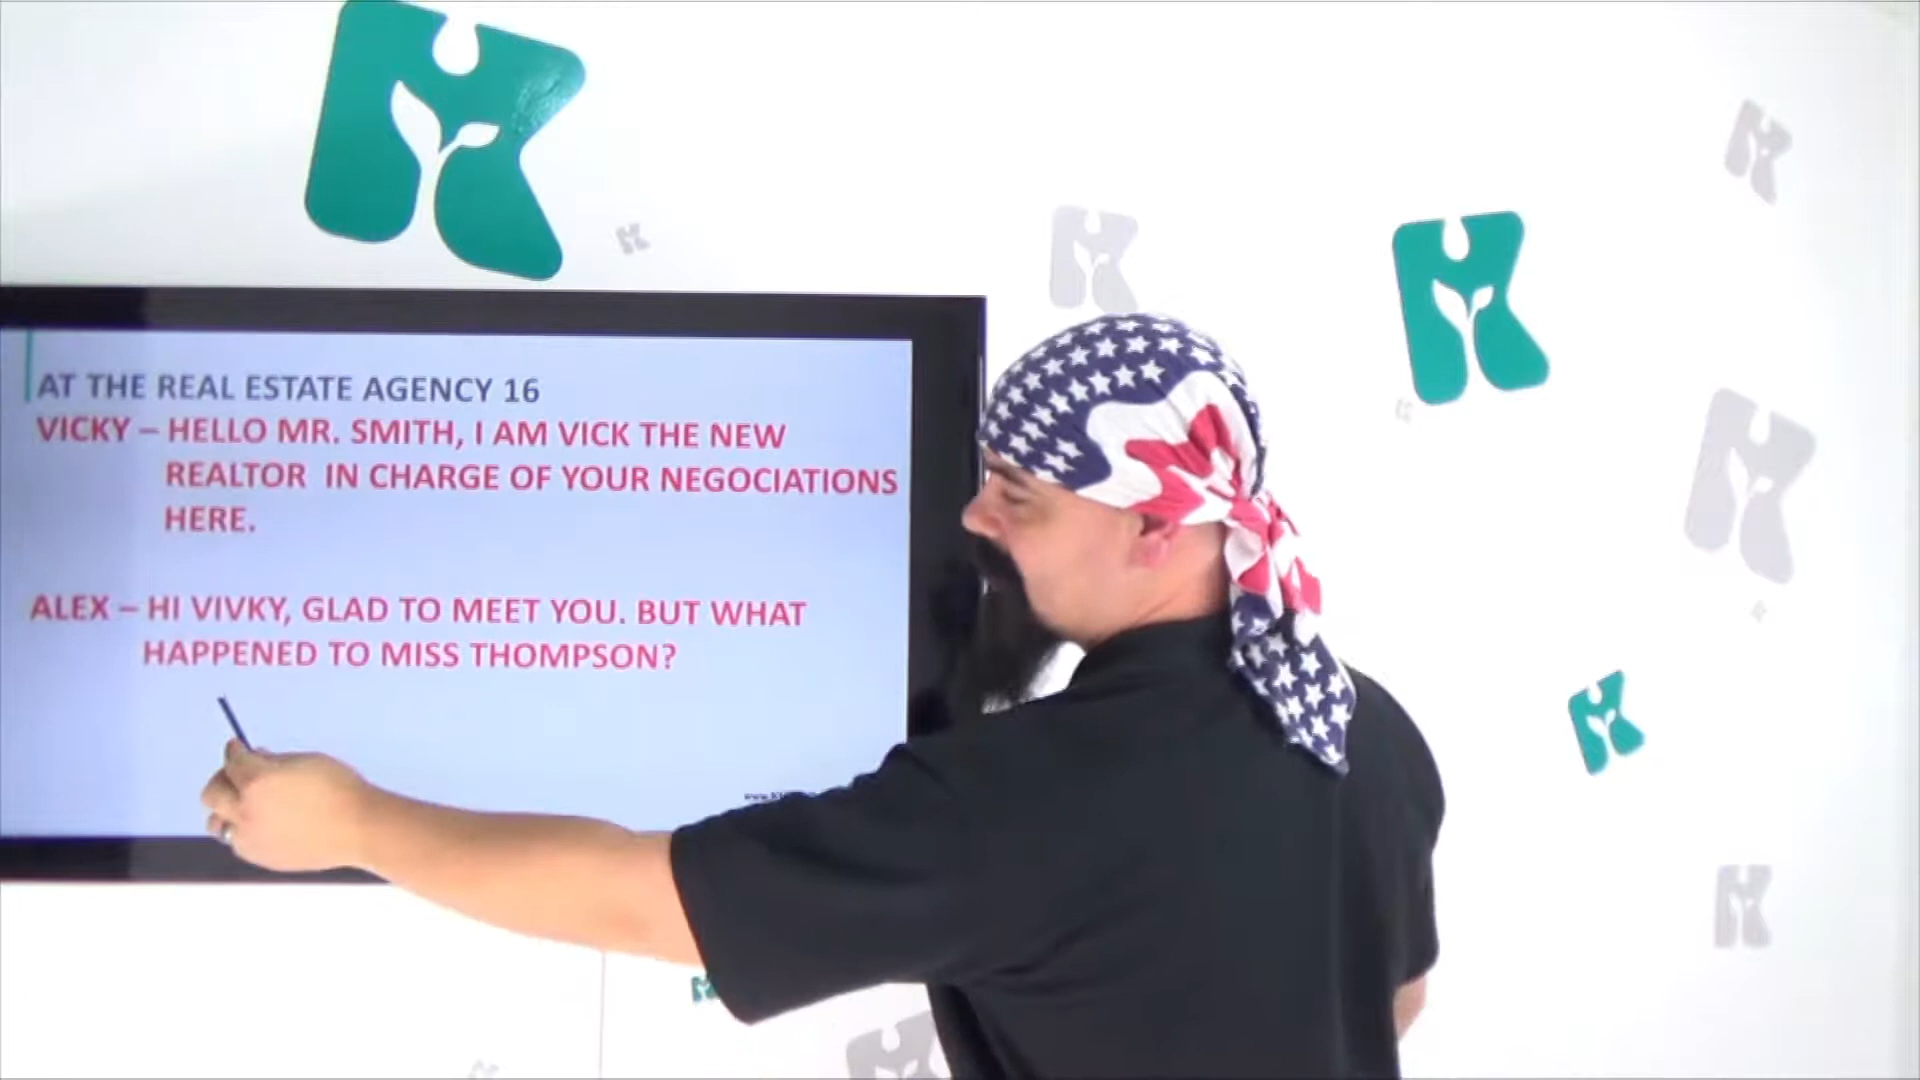 AT THE REAL ESTATE AGENCY 16
VICKY – HELLO MR. SMITH, I AM VICK THE NEW
REALTOR IN CHARGE OF YOUR NEGOCIATIONS
HERE.
ALEX – HI VIVKY, GLAD TO MEET YOU. BUT WHAT
HAPPENED TO MISS THOMPSON?